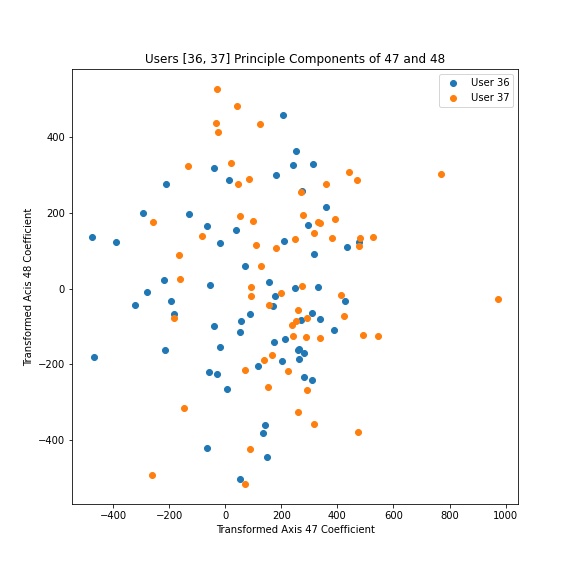 Users [36, 37] Principle Components of 47 and 48
User 36
User 37
400
200
0
−200
−400
Transformed Acis 48 Coefficient
−400 −200 0 200 400 600 800 1000
Transformed Axis 47 Coefficient